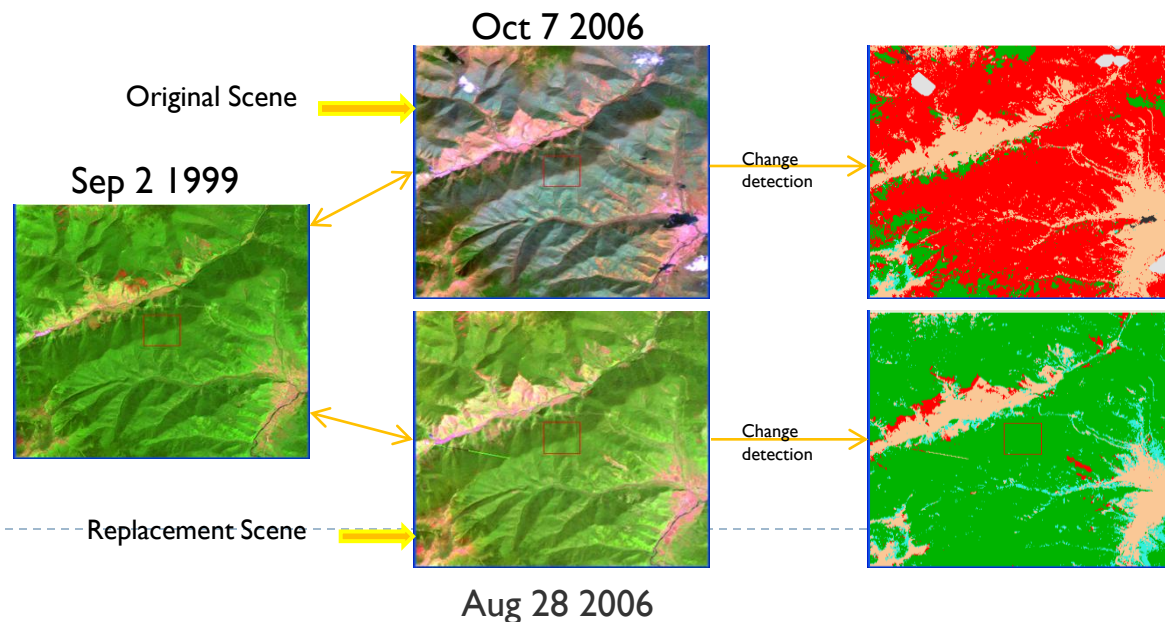 Oct 7 2006
Original Scene
Change
detection
Sep 2 1999
Change
detection
Replacement Scene
Aug 28 2006